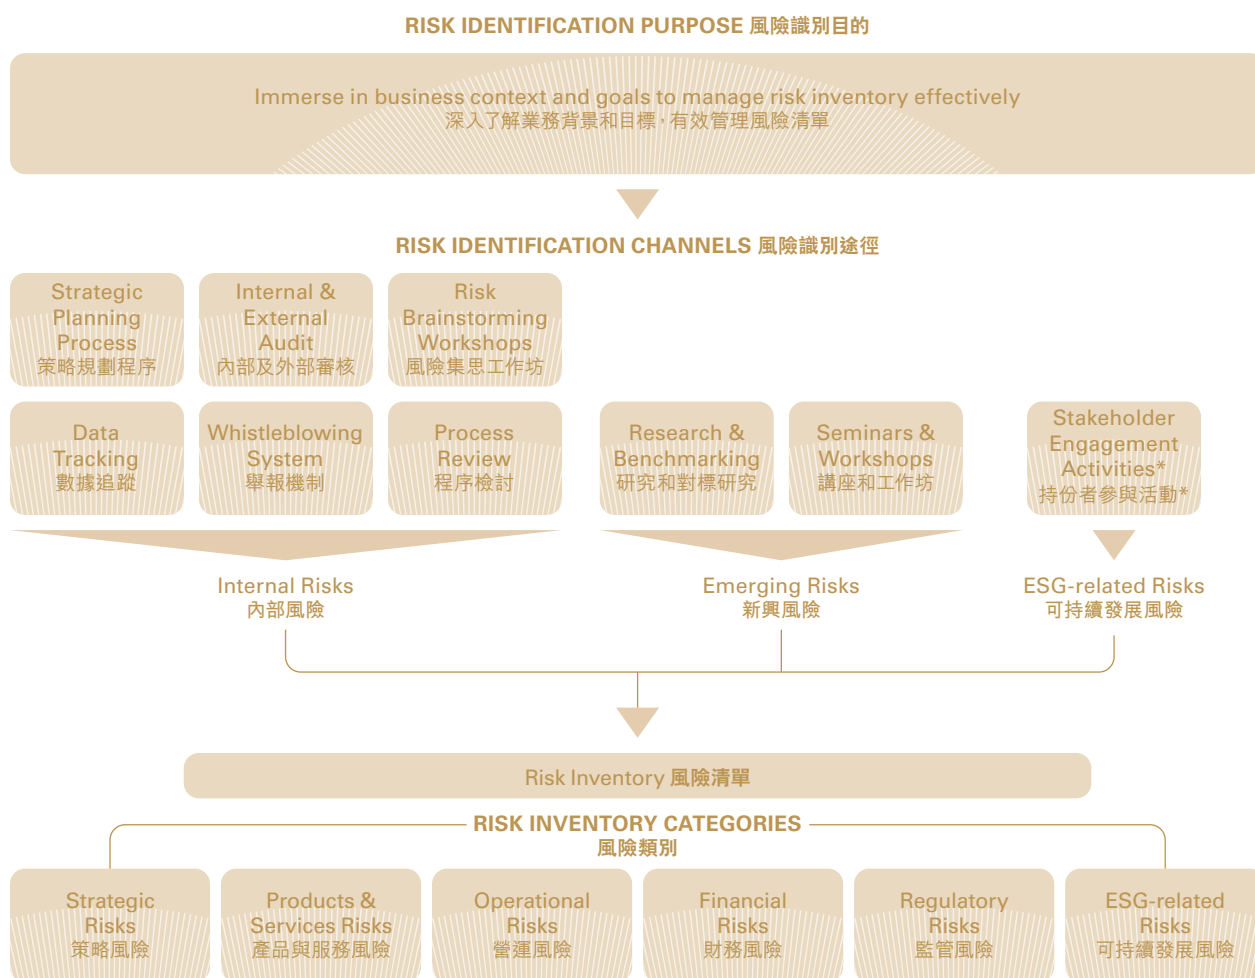 RISK IDENTIFICATION PURPOSE 風險識別目的
Immerse in business context and goals to manage risk inventory effectively
深入了解業務背景和目標，有效管理風險清單
RISK IDENTIFICATION CHANNELS 風險識別途徑
Strategic
Planning
Process
策略規劃程序
Internal &
External
Audit
內部及外部審核
Risk
Brainstorming
Workshops
風險集思工作坊
Data
Tracking
數據追蹤
Whistleblowing
System
舉報機制
Process
Review
程序檢討
Research &
Benchmarking
研究和對標研究
Seminars &
Workshops
講座和工作坊
Stakeholder
Engagement
Activities*
持份者參與活動*
Internal Risks
內部風險
Emerging Risks
新興風險
ESG-related Risks
可持續發展風險
Risk Inventory 風險清單
RISK INVENTORY CATEGORIES
風險類別
Strategic
Risks
策略風險
Products &
Services Risks
產品與服務風險
Operational
Risks
營運風險
Financial
Risks
財務風險
Regulatory
Risks
監管風險
ESG-related
Risks
可持續發展風險